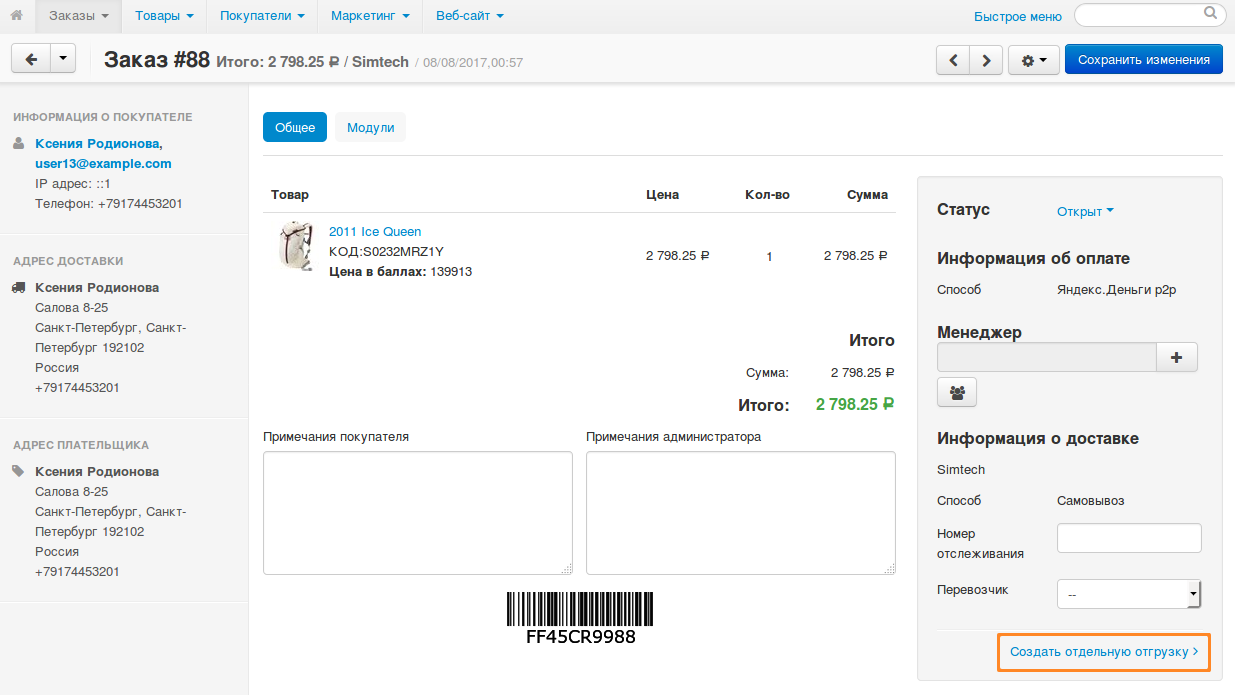 Заказы
Товары
Покупатели
Маркетинг
Веб-сайт
Быстрое меню
Заказ #88 Итого: 2 798.25 ₽ / Simtech / 08/08/2017,00:57
Сохранить изменения
ИНФОРМАЦИЯ О ПОКУПАТЕЛЕ
Ксения Родионова,
user13@example.com
IP адрес: ::1
Телефон: +79174453201
АДРЕС ДОСТАВКИ
Ксения Родионова
Салова 8-25
Санкт-Петербург, Санкт-
Петербург 192102
Россия
+79174453201
АДРЕС ПЛАТЕЛЬЩИКА
Ксения Родионова
Салова 8-25
Санкт-Петербург, Санкт-
Петербург 192102
Россия
+79174453201
Общее
Модули
Товар Цена Кол-во Сумма
2011 Ice Queen
КОД:S0232MRZ1Y
Цена в баллах: 139913
2 798.25 ₽ 1 2 798.25 ₽
Итого
Сумма: 2 798.25 ₽
Итого: 2 798.25 ₽
Примечания покупателя
Примечания администратора
FF45CR9988
Статус Открыт
Информация об оплате
Способ Яндекс.Деньги p2p
Менеджер
Информация о доставке
Simtech
Способ Самовывоз
Номер
отслеживания
Перевозчик --
Создать отдельную отгрузку